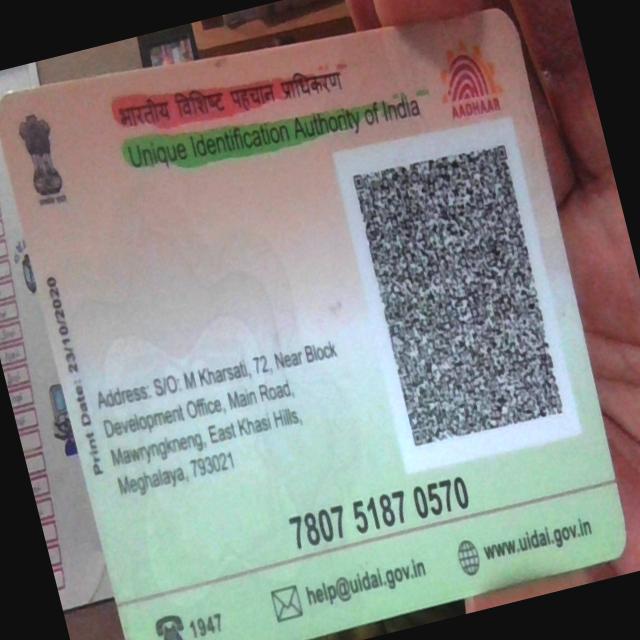 भारतीय विशिष्ट पहचान प्राधिकरण
Unique Identification Authority of India
AADHAAR
Print Date: 23/10/2020
Address: S/O: M Kharsati, 72, Near Block
Development Office, Main Road,
Mawryngkneng, East Khasi Hills,
Meghalaya, 793021
7807 5187 0570
1947
help@uidai.gov.in
www.uidai.gov.in